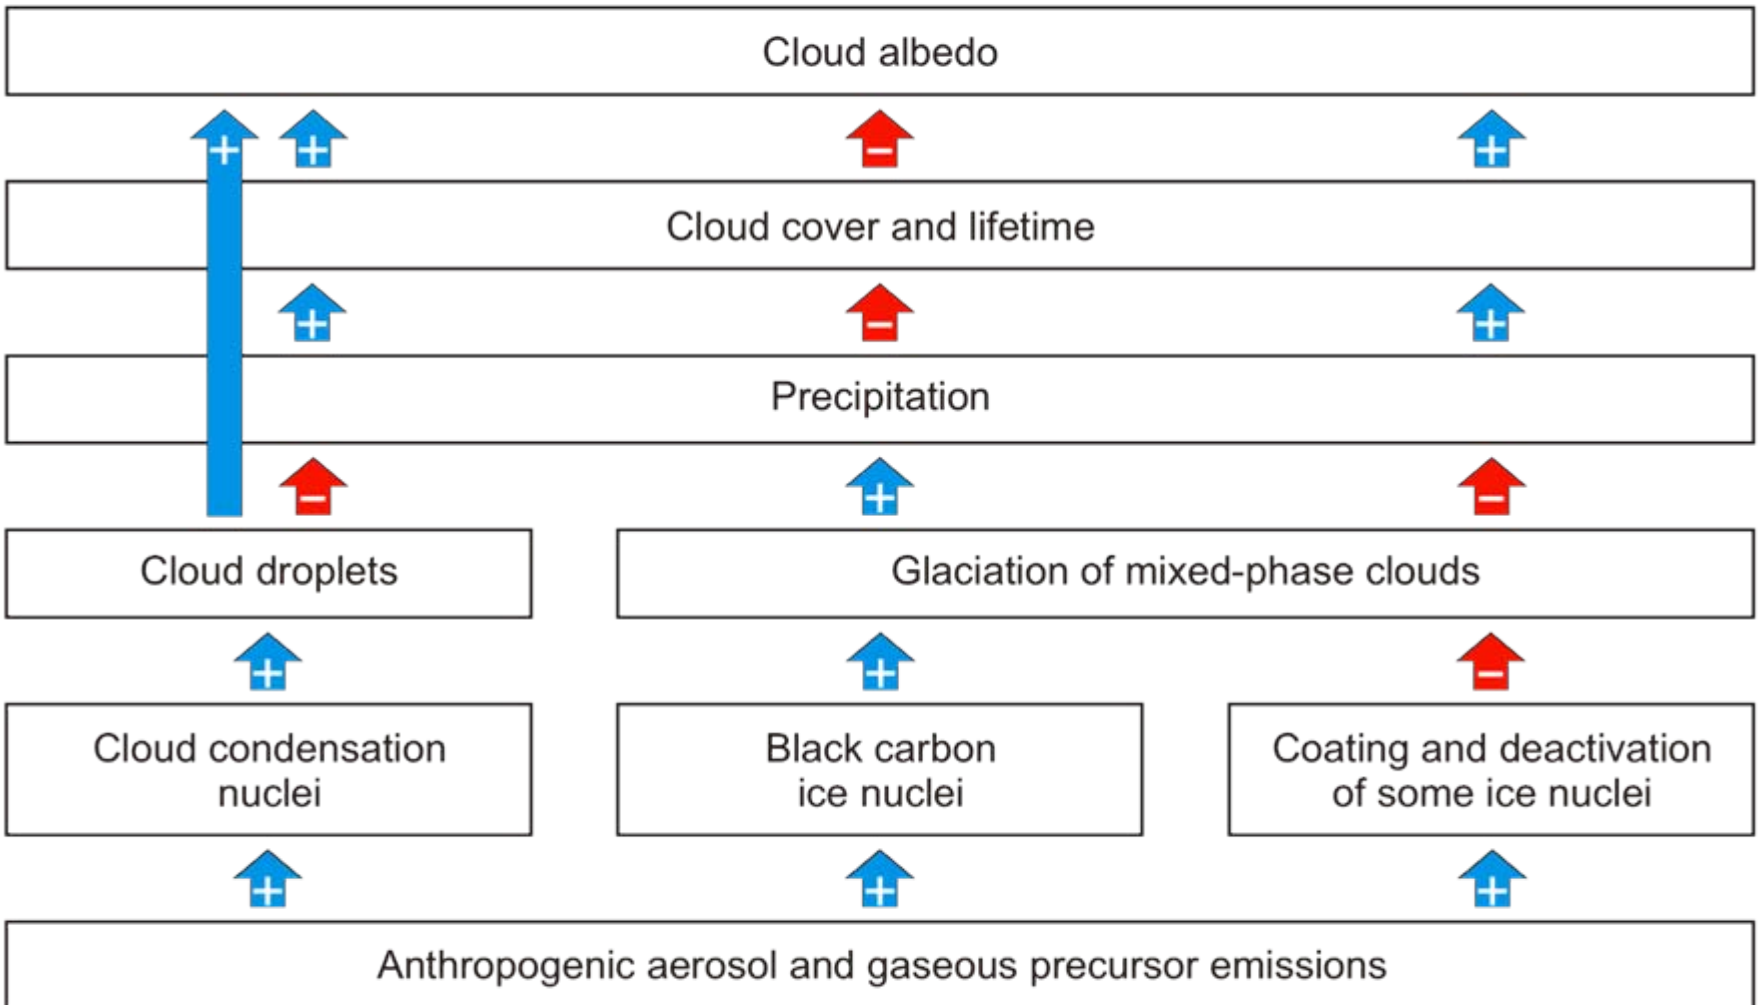 Cloud albedo
+ + − +
Cloud cover and lifetime
+ − +
Precipitation
− + −
Cloud droplets
Glaciation of mixed-phase clouds
+ + −
Cloud condensation
nuclei
Black carbon
ice nuclei
Coating and deactivation
of some ice nuclei
+ + +
Anthropogenic aerosol and gaseous precursor emissions